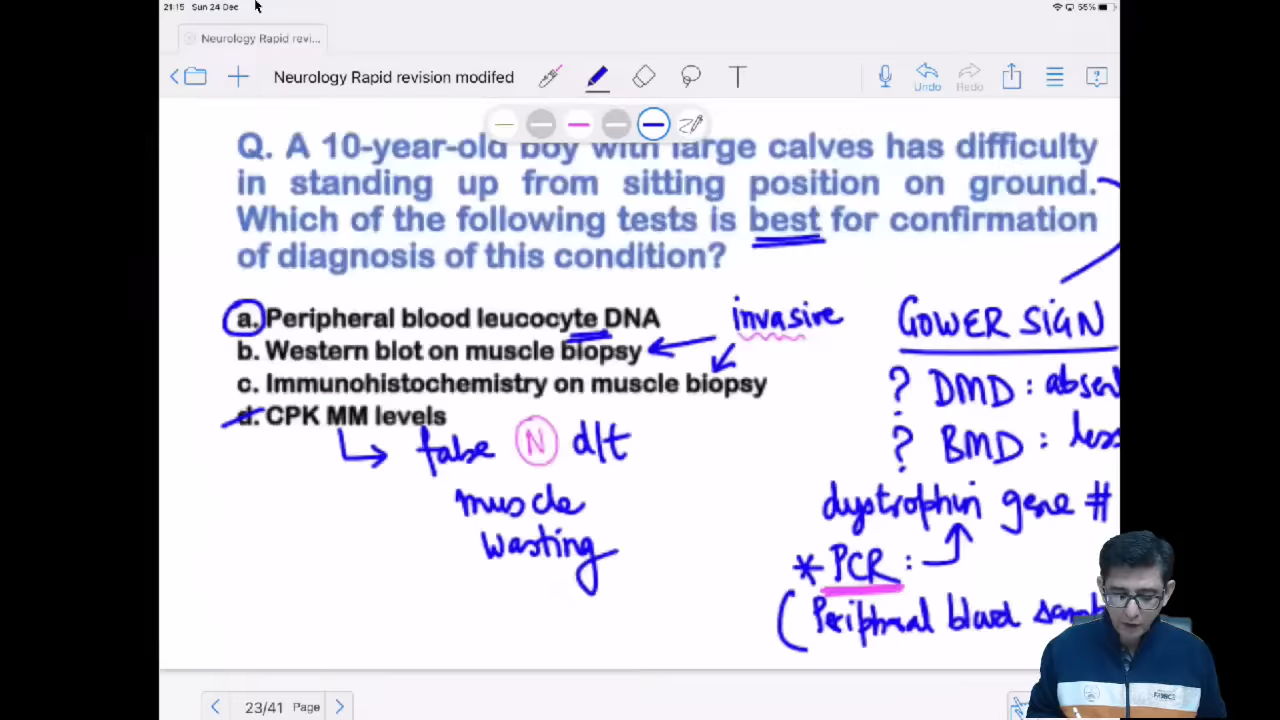 21:15 Sun 24 Dec
55%
Neurology Rapid revi...
Neurology Rapid revision modifed
T
Undo
Redo
Q. A 10-year-old boy with large calves has difficulty
in standing up from sitting position on ground.
Which of the following tests is best for confirmation
of diagnosis of this condition?
a. Peripheral blood leucocyte DNA
b. Western blot on muscle biopsy
c. Immunohistochemistry on muscle biopsy
d. CPK MM levels
invasive
GOWER SIGN
? DMD : absen
? BMD : less
dystrophin gene #
* PCR :
(Peripheral blood samp
false N d/t
muscle
wasting
23/41 Page